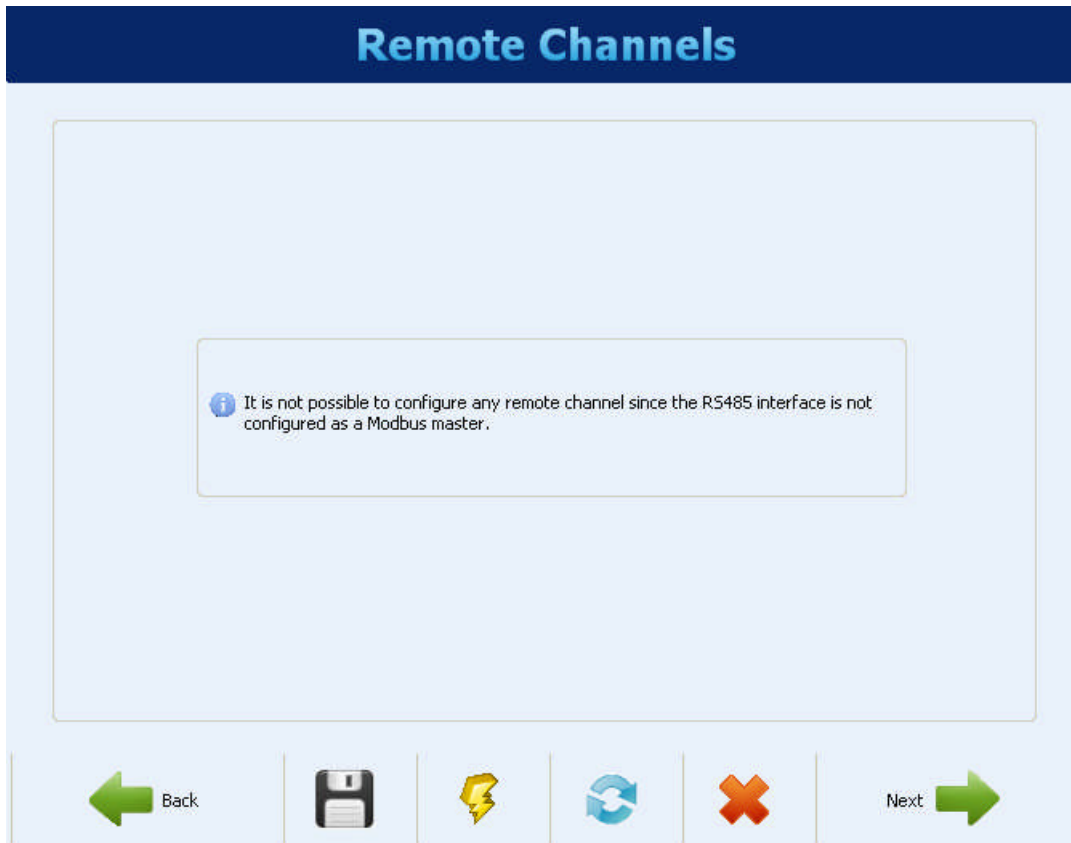 Remote Channels
It is not possible to configure any remote channel since the RS485 interface is not
configured as a Modbus master.
Back
Next